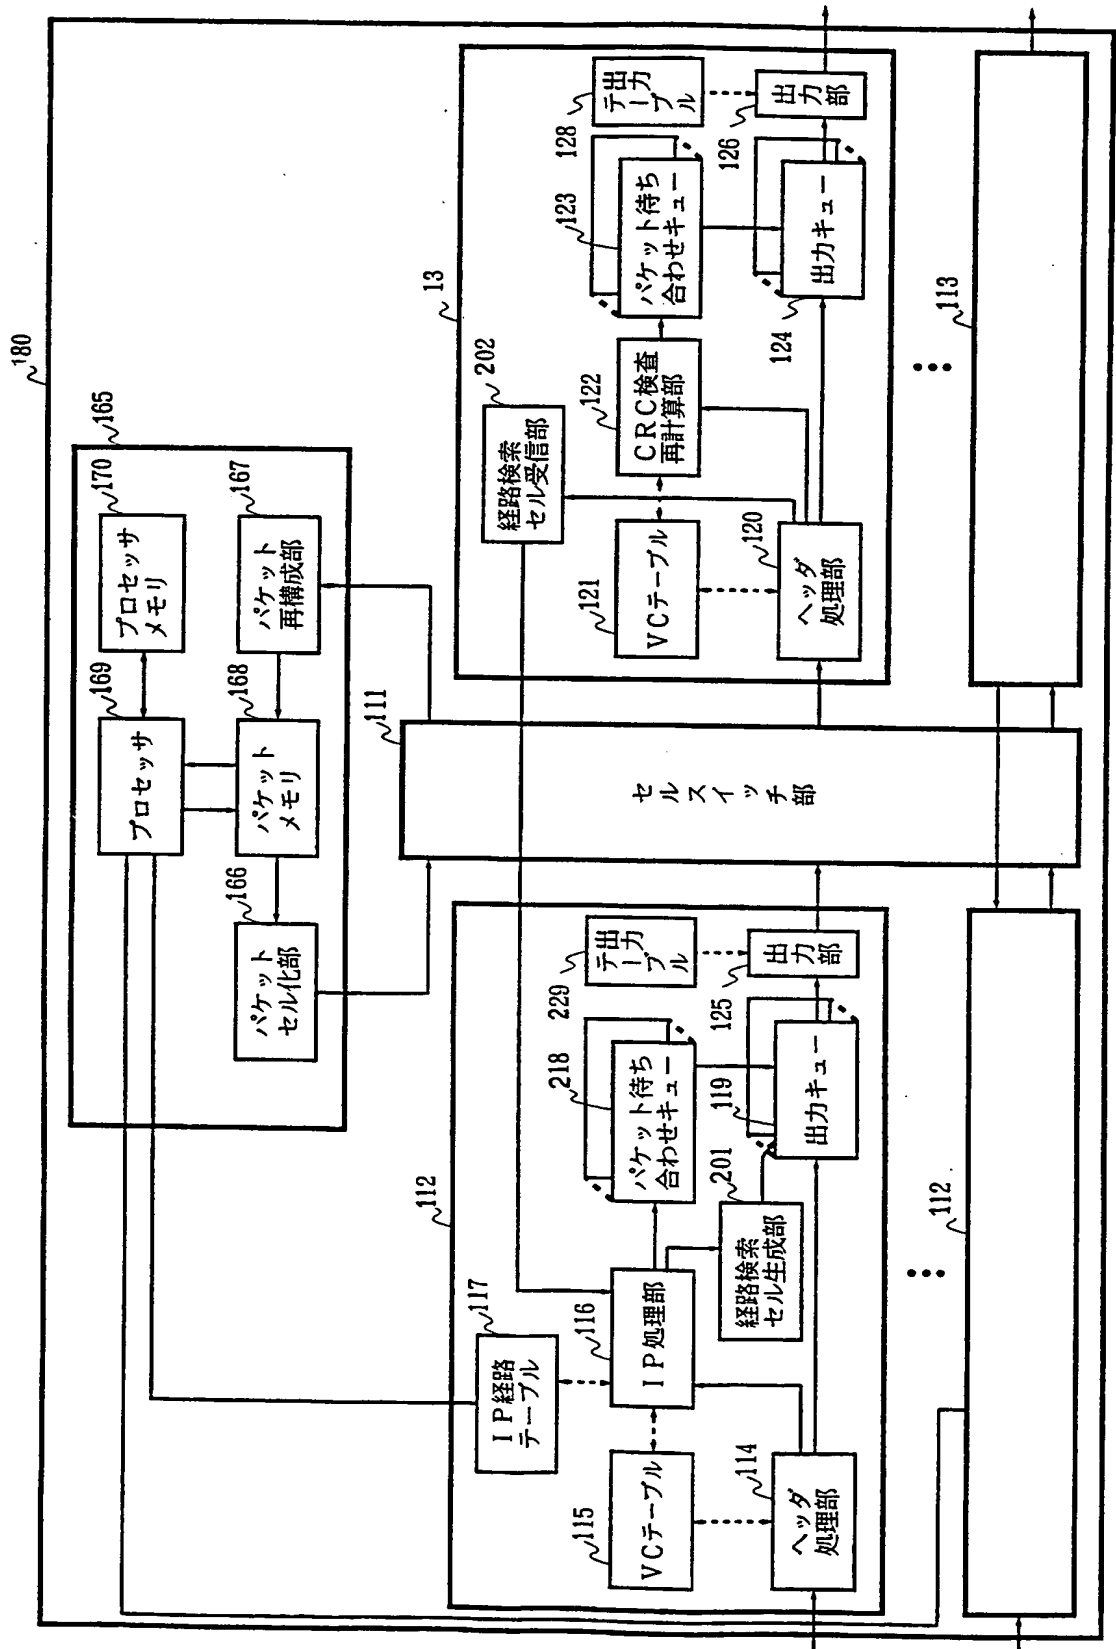 180
165
169
プロセッサ
170
プロセッサ
メモリ
166
パケット
セル化部
168
パケット
メモリ
167
パケット
再構成部
112
117
IP経路
テーブル
115
VCテーブル
116
IP処理部
218
パケット待ち
合わせキュー
229
出力
テーブル
114
ヘッダ
処理部
201
経路検索
セル生成部
119
出力キュー
125
出力部
111
セルスイッチ部
13
202
経路検索
セル受信部
121
VCテーブル
122
CRC検査
再計算部
123
パケット待ち
合わせキュー
128
出力
テーブル
120
ヘッダ
処理部
124
出力キュー
126
出力部
112
113